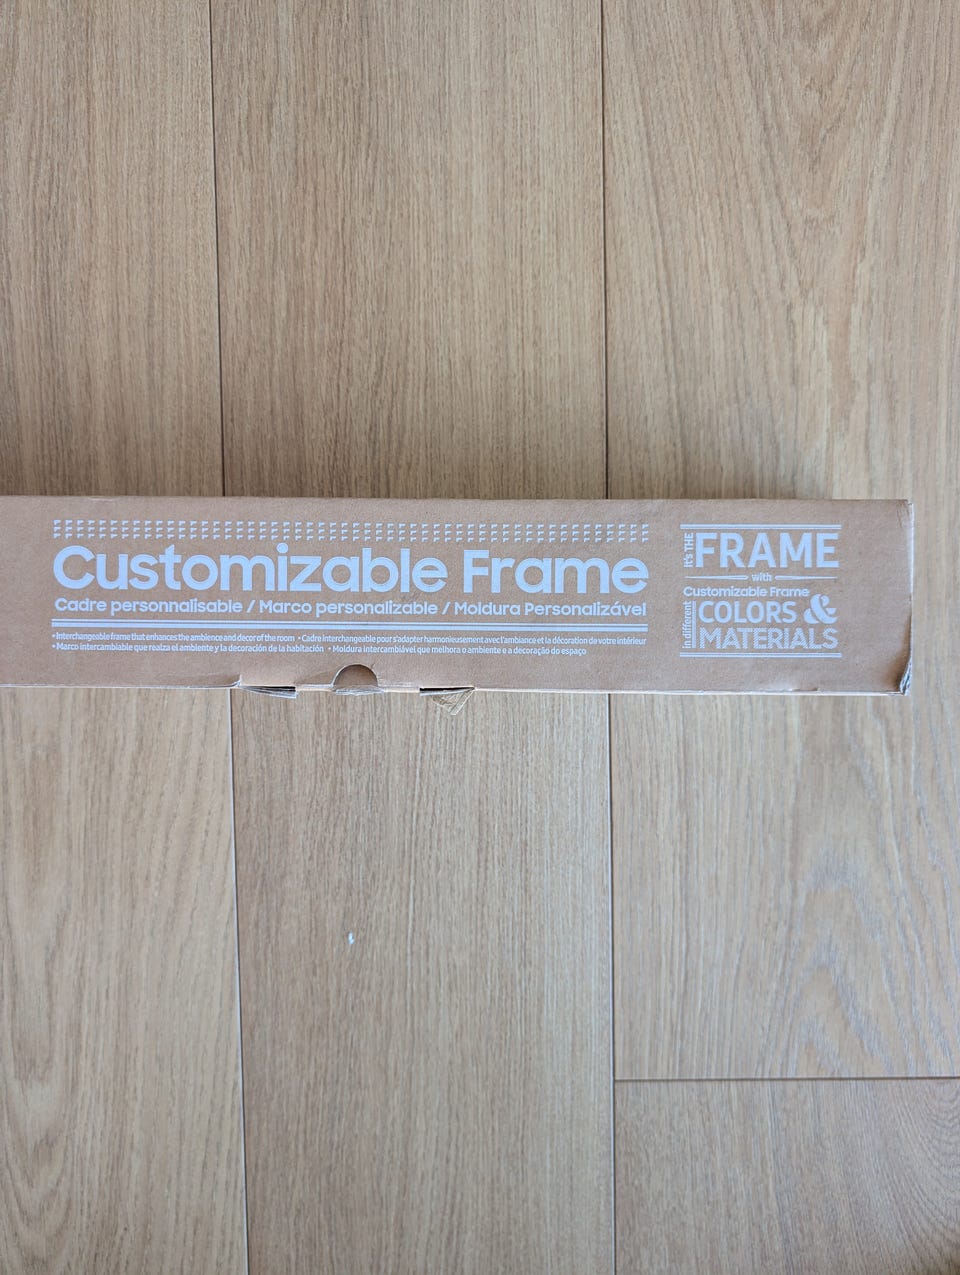 Customizable Frame
Cadre personnalisable / Marco personalizable / Moldura Personalizável
• Interchangeable frame that enhances the ambience and decor of the room • Cadre interchangeable pour s'adapter harmonieusement avec l'ambiance et la décoration de votre intérieur
• Marco intercambiable que realza el ambiente y la decoración de la habitación • Moldura intercambiável que melhora o ambiente e a decoração do espaço
it's THE
FRAME
with
Customizable Frame
in different
COLORS &
MATERIALS